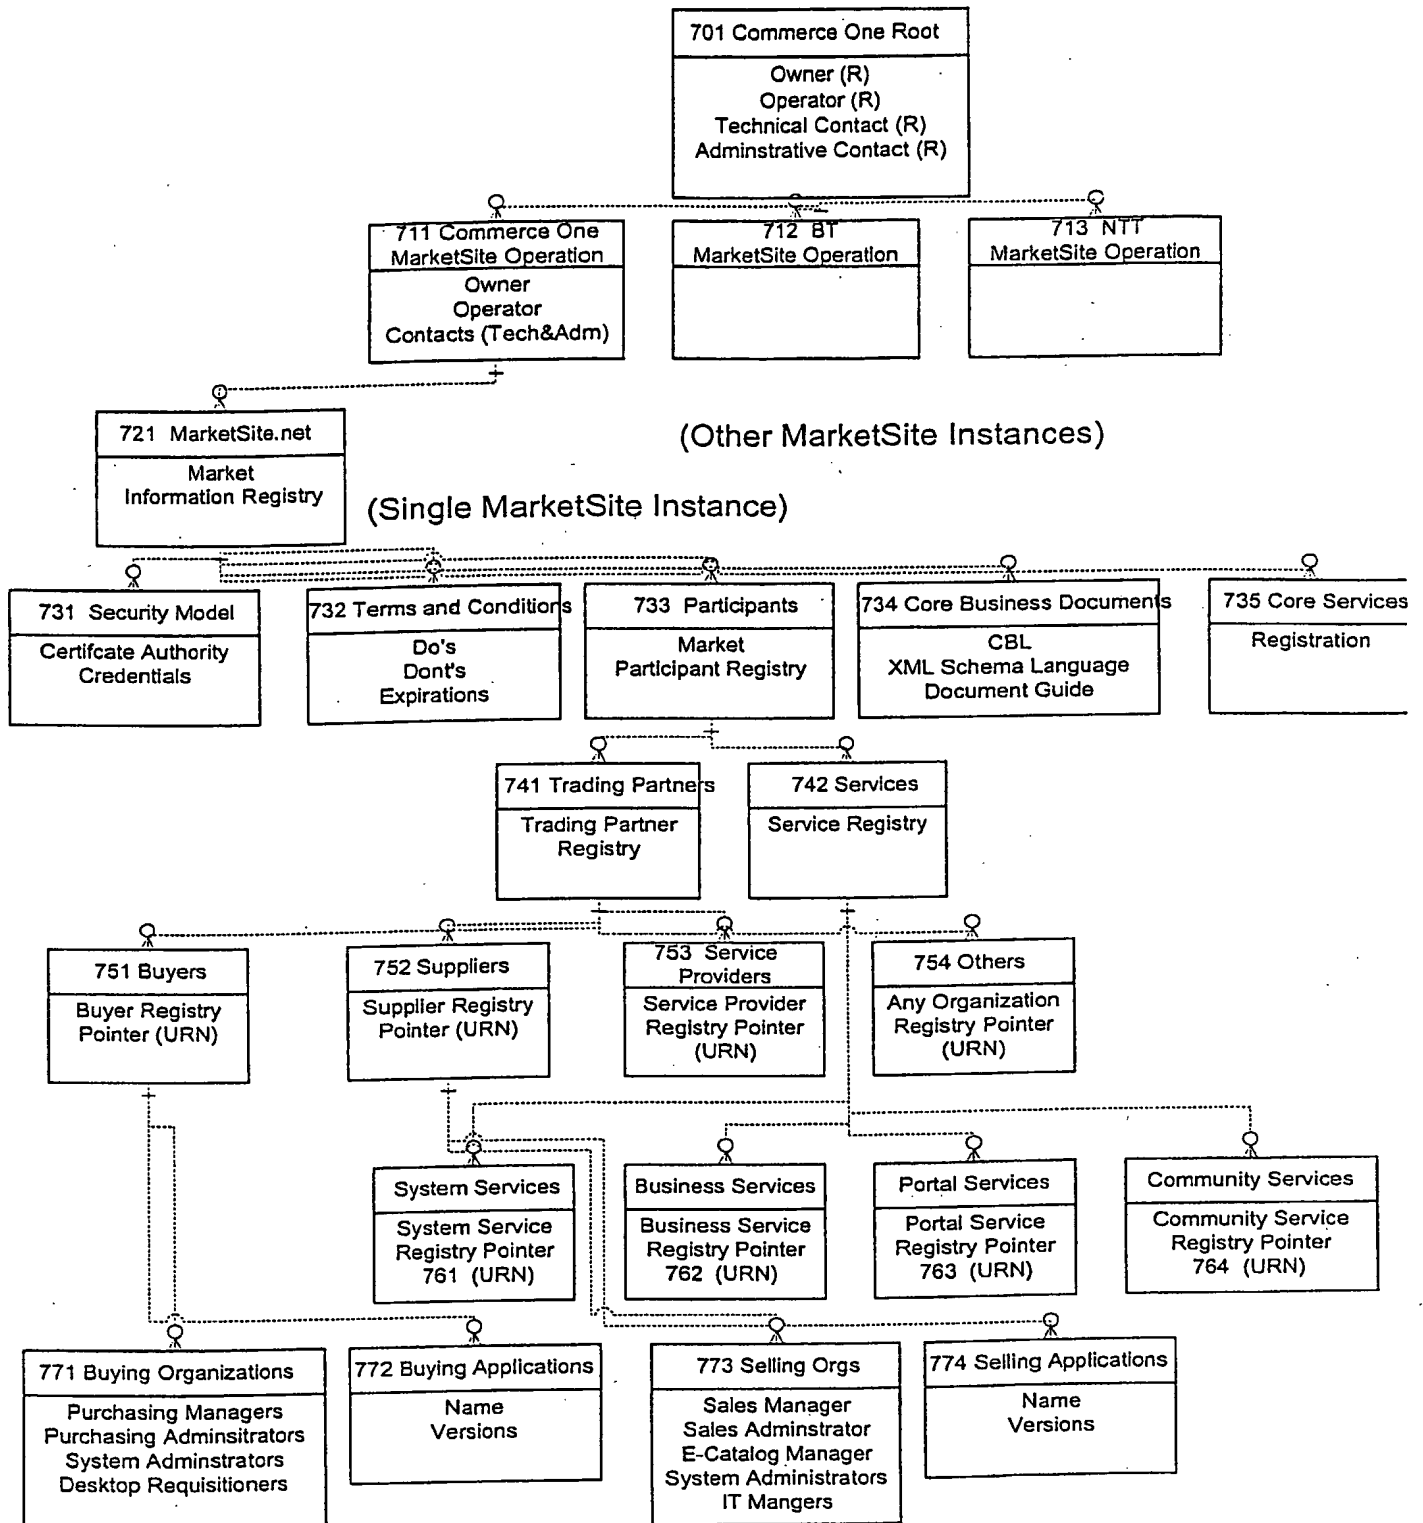 701 Commerce One Root
Owner (R)
Operator (R)
Technical Contact (R)
Adminstrative Contact (R)
711 Commerce One
MarketSite Operation
Owner
Operator
Contacts (Tech&Adm)
712 BT
MarketSite Operation
713 NTT
MarketSite Operation
721 MarketSite.net
Market
Information Registry
(Other MarketSite Instances)
(Single MarketSite Instance)
731 Security Model
Certifcate Authority
Credentials
732 Terms and Conditions
Do's
Dont's
Expirations
733 Participants
Market
Participant Registry
734 Core Business Documents
CBL
XML Schema Language
Document Guide
735 Core Services
Registration
741 Trading Partners
Trading Partner
Registry
742 Services
Service Registry
751 Buyers
Buyer Registry
Pointer (URN)
752 Suppliers
Supplier Registry
Pointer (URN)
753 Service
Providers
Service Provider
Registry Pointer
(URN)
754 Others
Any Organization
Registry Pointer
(URN)
System Services
System Service
Registry Pointer
761 (URN)
Business Services
Business Service
Registry Pointer
762 (URN)
Portal Services
Portal Service
Registry Pointer
763 (URN)
Community Services
Community Service
Registry Pointer
764 (URN)
771 Buying Organizations
Purchasing Managers
Purchasing Adminsitrators
System Adminstrators
Desktop Requisitioners
772 Buying Applications
Name
Versions
773 Selling Orgs
Sales Manager
Sales Adminstrator
E-Catalog Manager
System Administrators
IT Mangers
774 Selling Applications
Name
Versions